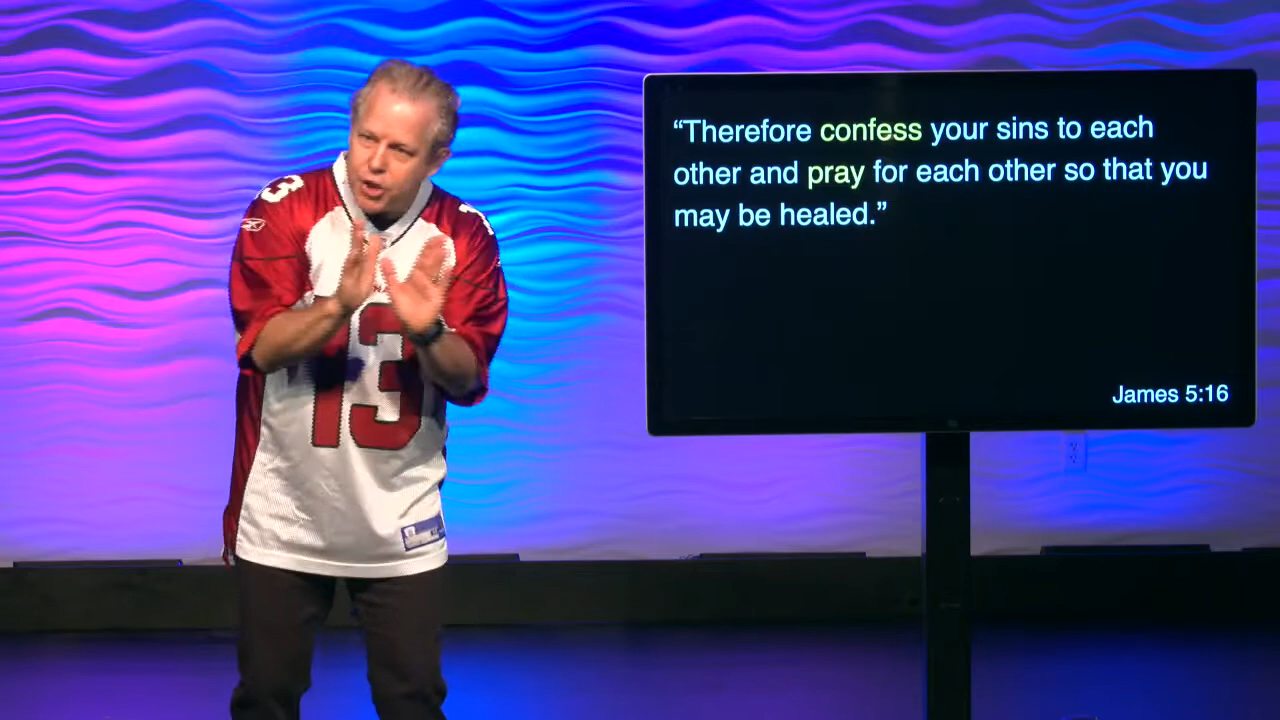 “Therefore confess your sins to each
other and pray for each other so that you
may be healed.”
James 5:16
13
13